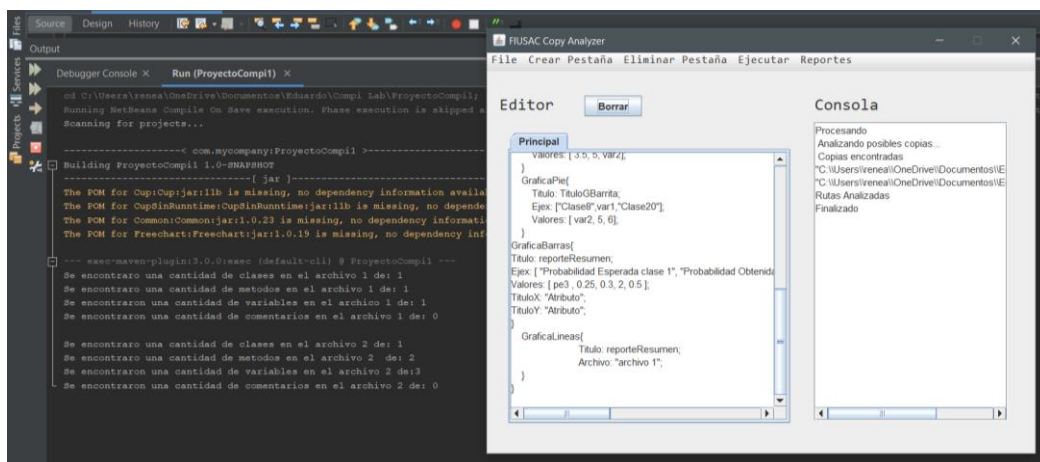 Source Design History
Output
Files
Services
Projects
Debugger Console × Run (ProyectoCompi1) ×
cd C:\Users\renea\OneDrive\Documentos\Eduardo\Compi Lab\ProyectoCompi1;
Running NetBeans Compile On Save execution. Phase execution is skipped a
Scanning for projects...
--------------------< com.mycompany:ProyectoCompi1 >--------------------
Building ProyectoCompi1 1.0-SNAPSHOT
--------------------------------[ jar ]---------------------------------
The POM for Cup:Cup:jar:11b is missing, no dependency information availa
The POM for CupSinRunntime:CupSinRunntime:jar:11b is missing, no depende
The POM for Common:Common:jar:1.0.23 is missing, no dependency informati
The POM for Freechart:Freechart:jar:1.0.19 is missing, no dependency inf
--- exec-maven-plugin:3.0.0:exec (default-cli) @ ProyectoCompi1 ---
Se encontraro una cantidad de clases en el archivo 1 de: 1
Se encontraron una cantidad de metodos en el archivo 1 de: 1
Se encontraron una cantidad de variables en el archico 1 de: 1
Se encontraron una cantidad de comentarios en el archivo 1 de: 0
Se encontraro una cantidad de clases en el archivo 2 de: 1
Se encontraron una cantidad de metodos en el archivo 2 de: 2
Se encontraron una cantidad de variables en el archivo 2 de:3
Se encontraron una cantidad de comentarios en el archivo 2 de: 0
FIUSAC Copy Analyzer
File Crear Pestaña Eliminar Pestaña Ejecutar Reportes
Editor Borrar
Principal
Valores: [ 3.5, 5, var2];
}
GraficaPie{
Titulo: TituloGBarrita;
Ejex: ["Clase8",var1,"Clase20"];
Valores: [ var2, 5, 6];
}
GraficaBarras{
Titulo: reporteResumen;
Ejex: [ "Probabilidad Esperada clase 1", "Probabilidad Obtenida
Valores: [ pe3 , 0.25, 0.3, 2, 0.5 ];
TituloX: "Atributo";
TituloY: "Atributo";
}
GraficaLineas{
Titulo: reporteResumen;
Archivo: "archivo 1";
}
}
Consola
Procesando
Analizando posibles copias...
Copias encontradas
"C:\\Users\\renea\\OneDrive\\Documentos\\E
"C:\\Users\\renea\\OneDrive\\Documentos\\E
Rutas Analizadas
Finalizado